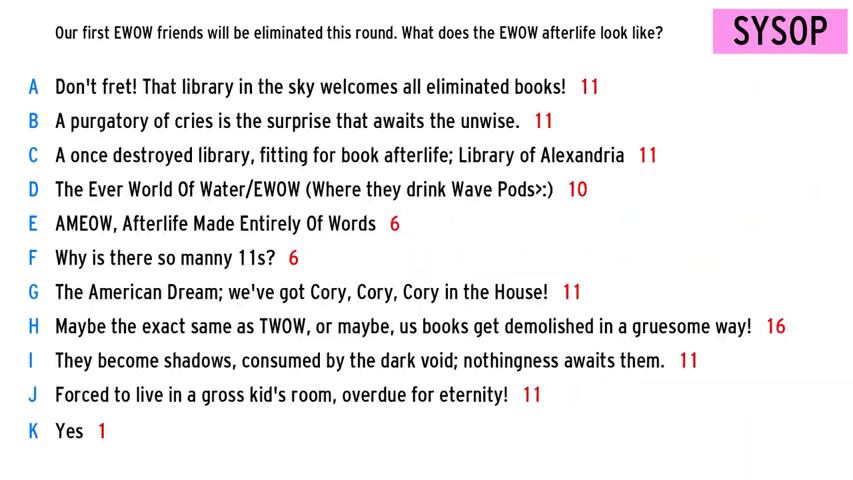 Our first EWOW friends will be eliminated this round. What does the EWOW afterlife look like?
SYSOP
A Don't fret! That library in the sky welcomes all eliminated books! 11
B A purgatory of cries is the surprise that awaits the unwise. 11
C A once destroyed library, fitting for book afterlife; Library of Alexandria 11
D The Ever World Of Water/EWOW (Where they drink Wave Pods>:) 10
E AMEOW, Afterlife Made Entirely Of Words 6
F Why is there so manny 11s? 6
G The American Dream; we've got Cory, Cory, Cory in the House! 11
H Maybe the exact same as TWOW, or maybe, us books get demolished in a gruesome way! 16
I They become shadows, consumed by the dark void; nothingness awaits them. 11
J Forced to live in a gross kid's room, overdue for eternity! 11
K Yes 1